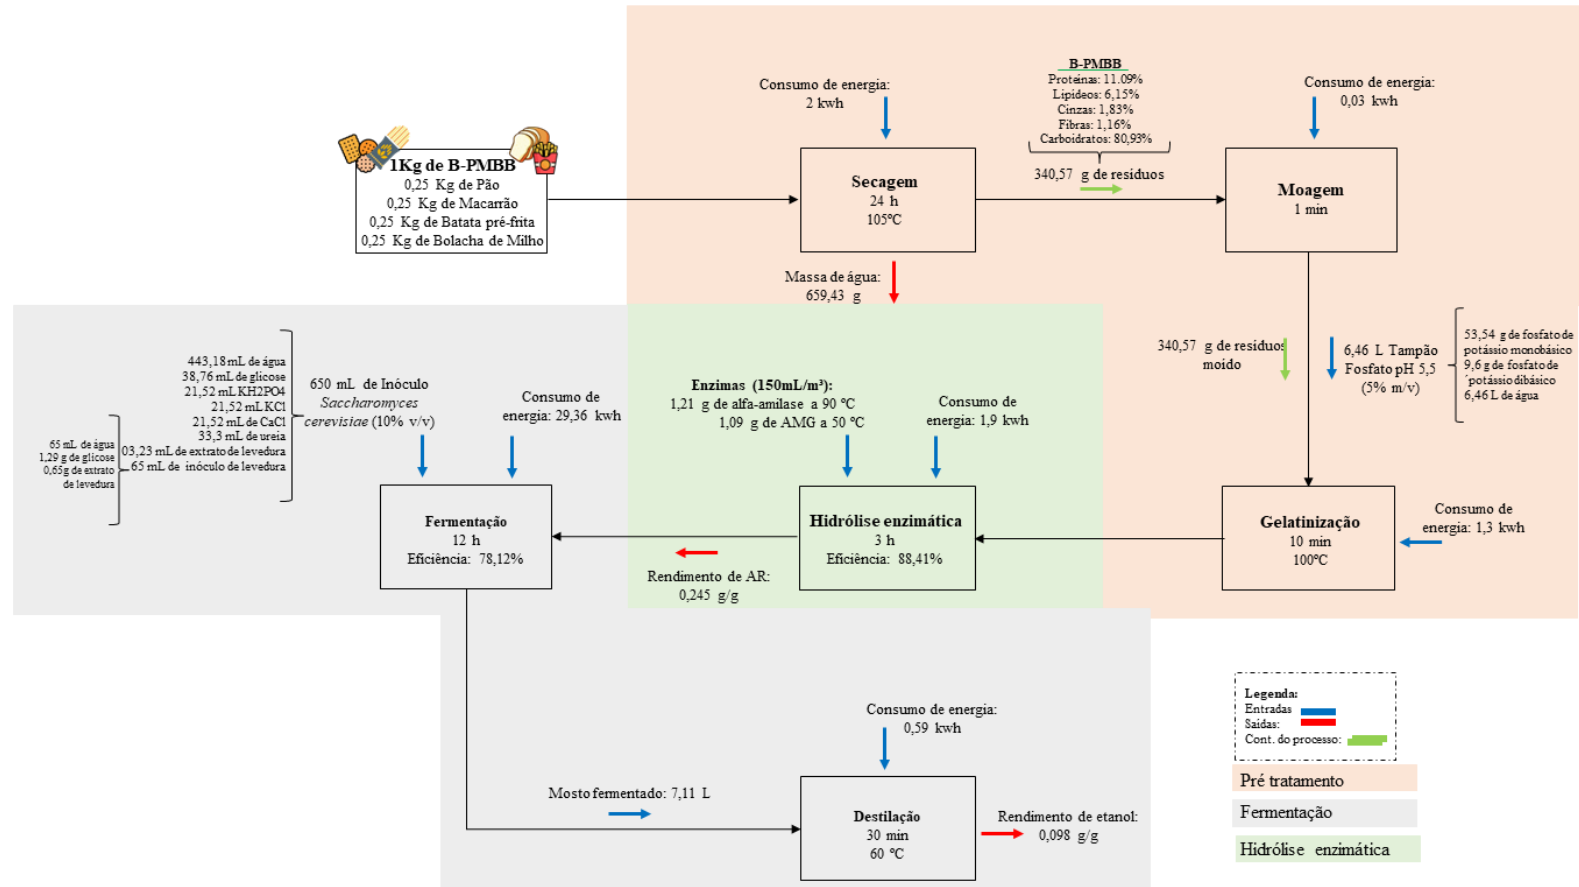 1Kg de B-PMBB
0,25 Kg de Pão
0,25 Kg de Macarrão
0,25 Kg de Batata pré-frita
0,25 Kg de Bolacha de Milho
Consumo de energia:
2 kwh
Secagem
24 h
105ºC
Massa de água:
659,43 g
B-PMBB
Proteínas: 11.09%
Lipídeos: 6,15%
Cinzas: 1,83%
Fibras: 1,16%
Carboidratos: 80,93%
340,57 g de resíduos
Consumo de energia:
0,03 kwh
Moagem
1 min
340,57 g de resíduos
moido
6,46 L Tampão
Fosfato pH 5,5
(5% m/v)
53,54 g de fosfato de
potássio monobásico
9,6 g de fosfato de
´potássio dibásico
6,46 L de água
Gelatinização
10 min
100ºC
Consumo de
energia: 1,3 kwh
Enzimas (150mL/m³):
1,21 g de alfa-amilase a 90 ºC
1,09 g de AMG a 50 ºC
Consumo de
energia: 1,9 kwh
Hidrólise enzimática
3 h
Eficiência: 88,41%
Rendimento de AR:
0,245 g/g
443,18 mL de água
38,76 mL de glicose
21,52 mL KH2PO4
21,52 mL KCl
21,52 mL de CaCl
33,3 mL de ureia
03,23 mL de extrato de levedura
65 mL de inóculo de levedura
65 mL de água
1,29 g de glicose
0,65g de extrato
de levedura
650 mL de Inóculo
Saccharomyces
cerevisiae (10% v/v)
Consumo de
energia: 29,36 kwh
Fermentação
12 h
Eficiência: 78,12%
Mosto fermentado: 7,11 L
Consumo de energia:
0,59 kwh
Destilação
30 min
60 ºC
Rendimento de etanol:
0,098 g/g
Legenda:
Entradas
Saídas:
Cont. do processo:
Pré tratamento
Fermentação
Hidrólise enzimática